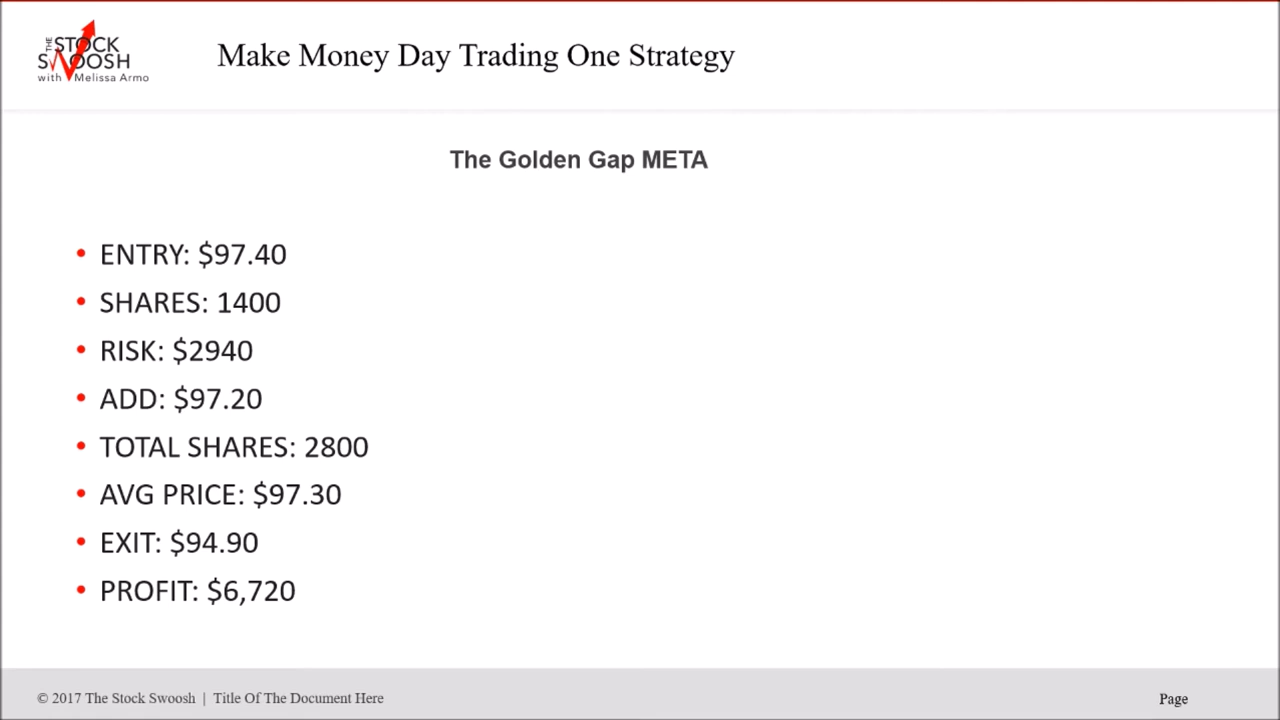 THE
STOCK
SWOOSH
with Melissa Armo
Make Money Day Trading One Strategy
The Golden Gap META
• ENTRY: $97.40
• SHARES: 1400
• RISK: $2940
• ADD: $97.20
• TOTAL SHARES: 2800
• AVG PRICE: $97.30
• EXIT: $94.90
• PROFIT: $6,720
© 2017 The Stock Swoosh | Title Of The Document Here
Page